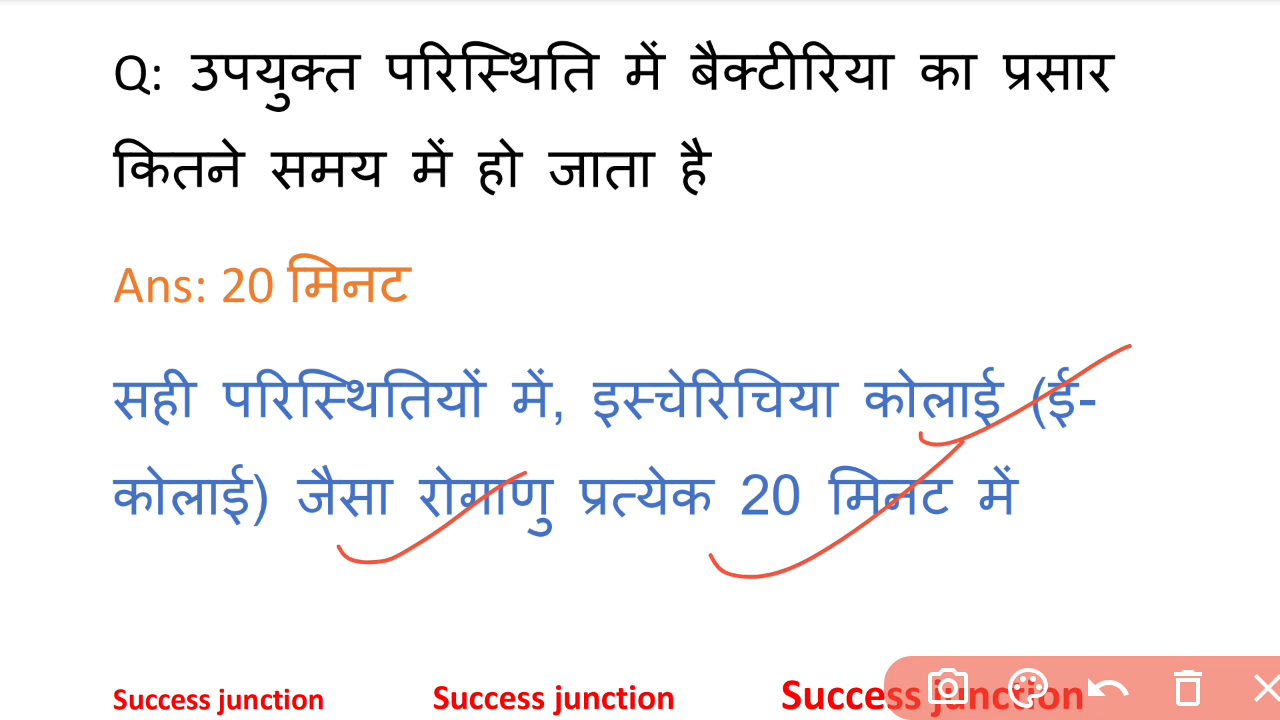 Q: उपयुक्त परिस्थिति में बैक्टीरिया का प्रसार
कितने समय में हो जाता है
Ans: 20 मिनट
सही परिस्थितियों में, इस्चेरिचिया कोलाई (ई-
कोलाई) जैसा रोगाणु प्रत्येक 20 मिनट में
Success junction Success junction Success junction